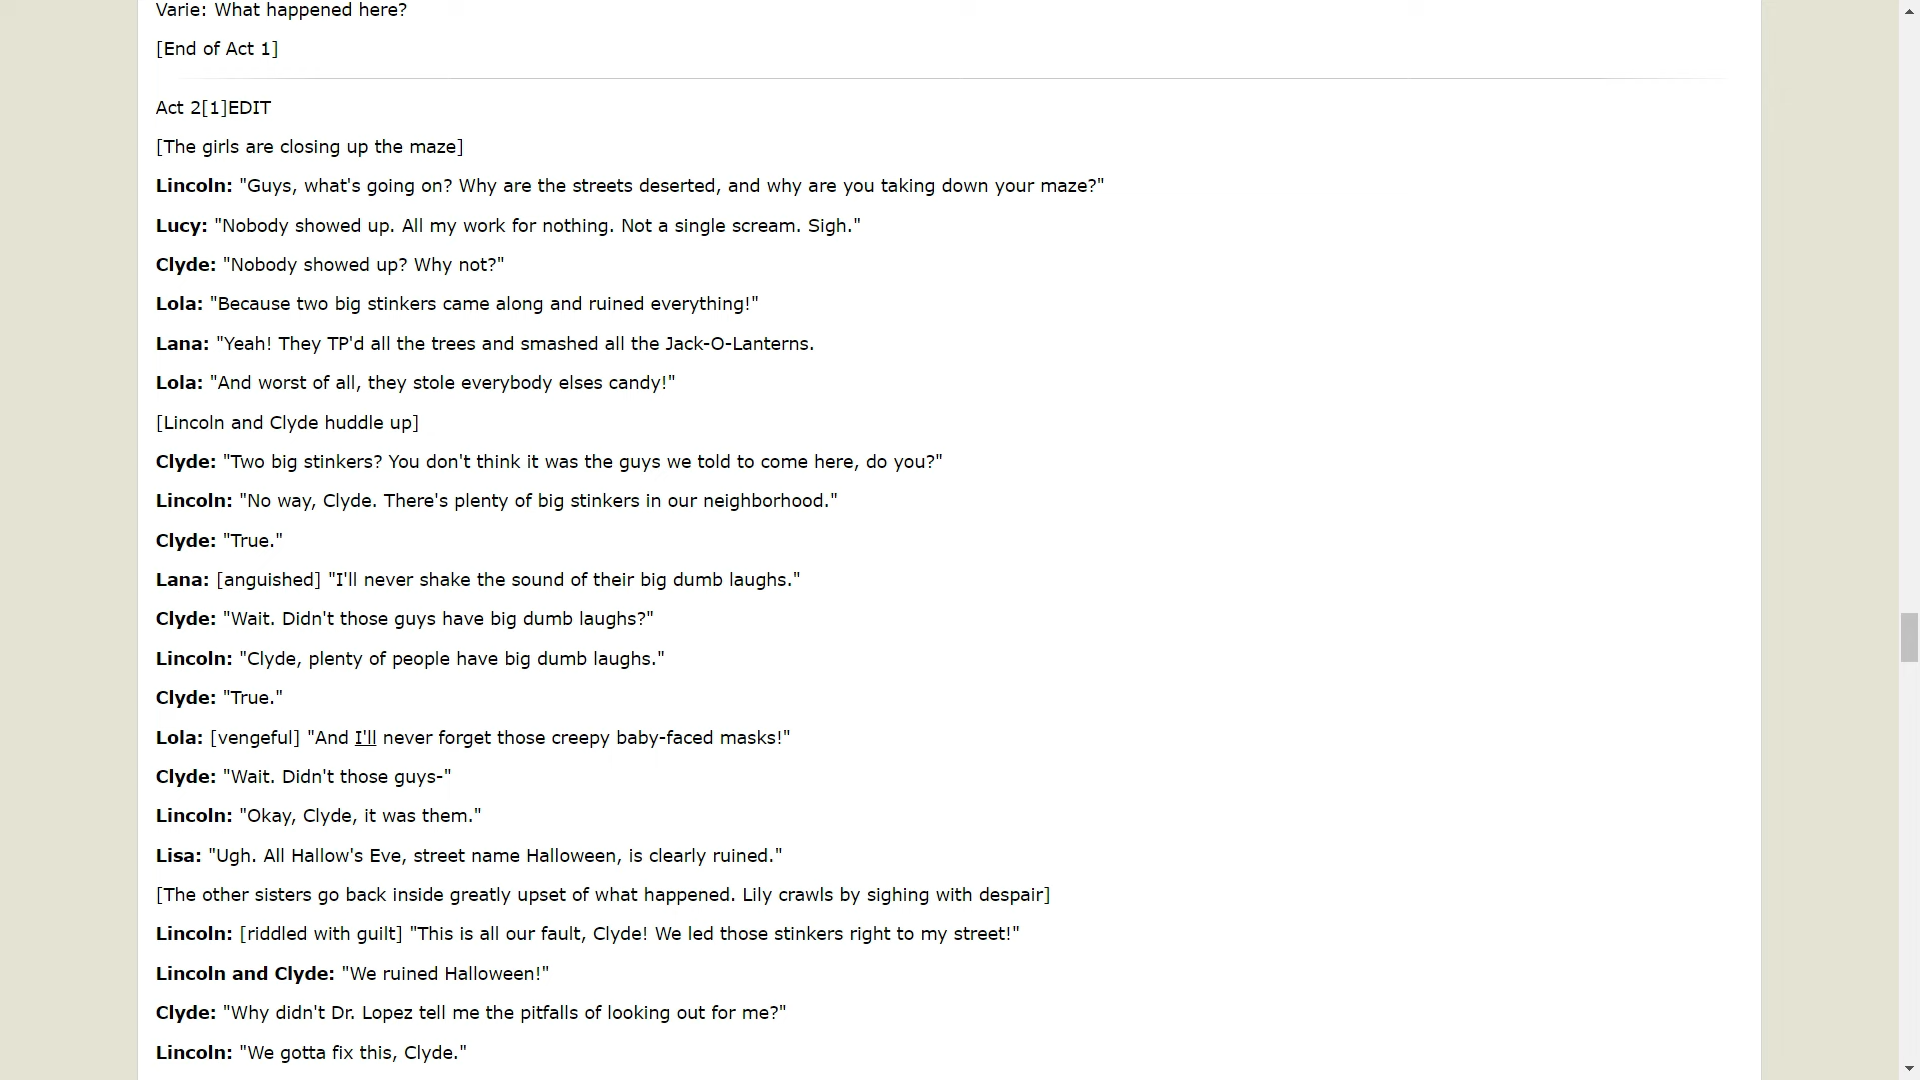 Varie: What happened here?
[End of Act 1]
Act 2[1]EDIT
[The girls are closing up the maze]
Lincoln: "Guys, what's going on? Why are the streets deserted, and why are you taking down your maze?"
Lucy: "Nobody showed up. All my work for nothing. Not a single scream. Sigh."
Clyde: "Nobody showed up? Why not?"
Lola: "Because two big stinkers came along and ruined everything!"
Lana: "Yeah! They TP'd all the trees and smashed all the Jack-O-Lanterns.
Lola: "And worst of all, they stole everybody elses candy!"
[Lincoln and Clyde huddle up]
Clyde: "Two big stinkers? You don't think it was the guys we told to come here, do you?"
Lincoln: "No way, Clyde. There's plenty of big stinkers in our neighborhood."
Clyde: "True."
Lana: [anguished] "I'll never shake the sound of their big dumb laughs."
Clyde: "Wait. Didn't those guys have big dumb laughs?"
Lincoln: "Clyde, plenty of people have big dumb laughs."
Clyde: "True."
Lola: [vengeful] "And I'll never forget those creepy baby-faced masks!"
Clyde: "Wait. Didn't those guys-"
Lincoln: "Okay, Clyde, it was them."
Lisa: "Ugh. All Hallow's Eve, street name Halloween, is clearly ruined."
[The other sisters go back inside greatly upset of what happened. Lily crawls by sighing with despair]
Lincoln: [riddled with guilt] "This is all our fault, Clyde! We led those stinkers right to my street!"
Lincoln and Clyde: "We ruined Halloween!"
Clyde: "Why didn't Dr. Lopez tell me the pitfalls of looking out for me?"
Lincoln: "We gotta fix this, Clyde."